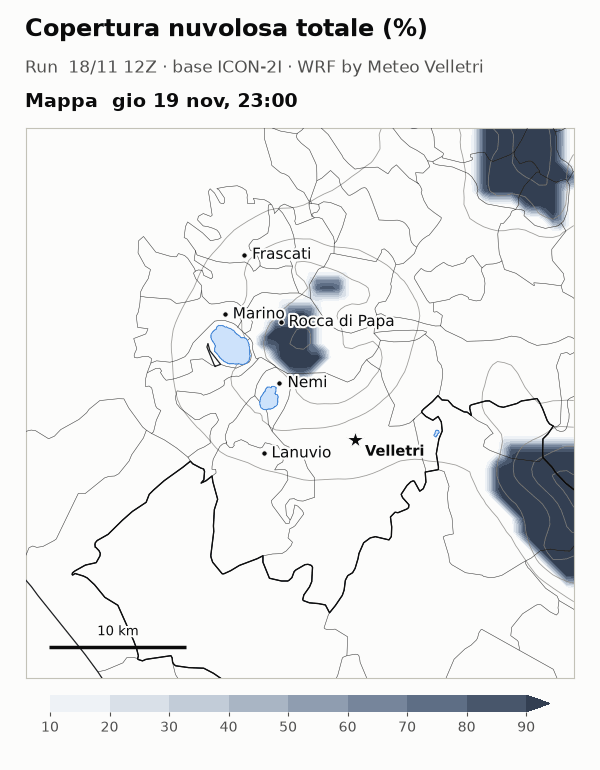 Copertura nuvolosa totale (%)
Run  18/11 12Z · base ICON-2I · WRF by Meteo Velletri
Mappa  gio 19 nov, 23:00
Frascati
Marino
Rocca di Papa
Nemi
Velletri
Lanuvio
10 km
10 20 30 40 50 60 70 80 90